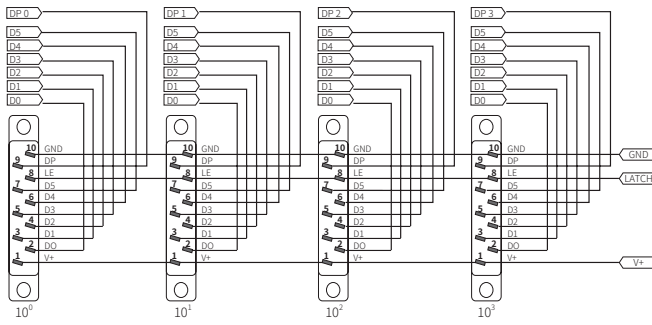 DP 0 DP 1 DP 2 DP 3
D5 D5 D5 D5
D4 D4 D4 D4
D3 D3 D3 D3
D2 D2 D2 D2
D1 D1 D1 D1
D0 D0 D0 D0
10 GND 10 GND 10 GND 10 GND GND
9 DP 9 DP 9 DP 9 DP
8 LE 8 LE 8 LE 8 LE LATCH
7 D5 7 D5 7 D5 7 D5
6 D4 6 D4 6 D4 6 D4
5 D3 5 D3 5 D3 5 D3
4 D2 4 D2 4 D2 4 D2
3 D1 3 D1 3 D1 3 D1
2 DO 2 DO 2 DO 2 DO
1 V+ 1 V+ 1 V+ 1 V+ V+
10⁰ 10¹ 10² 10³